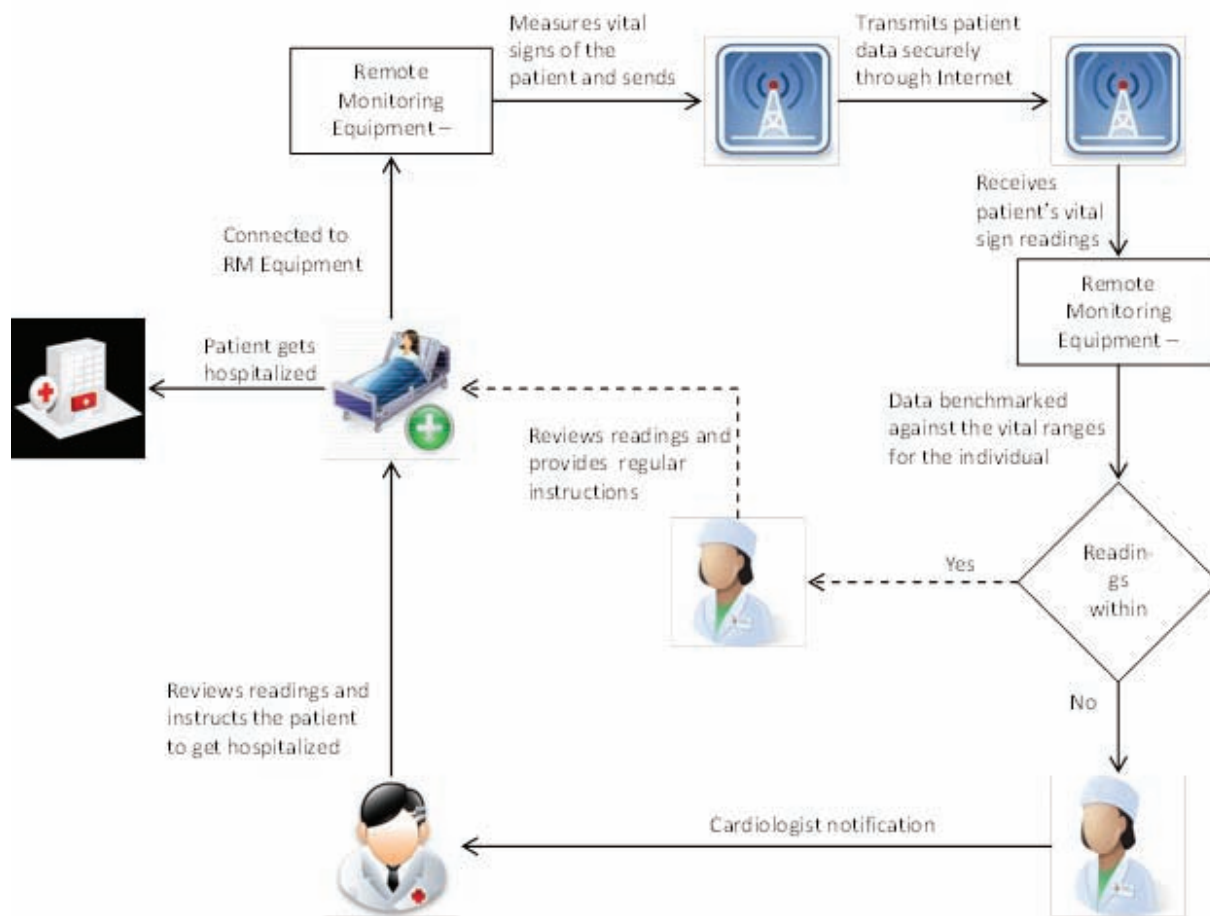 Remote
Monitoring
Equipment –
Measures vital
signs of the
patient and sends
Transmits patient
data securely
through Internet
Receives
patient's vital
sign readings
Remote
Monitoring
Equipment –
Connected to
RM Equipment
Patient gets
hospitalized
Data benchmarked
against the vital ranges
for the individual
Reviews readings and
provides regular
instructions
Yes
Readin-
gs
within
No
Reviews readings and
instructs the patient
to get hospitalized
Cardiologist notification